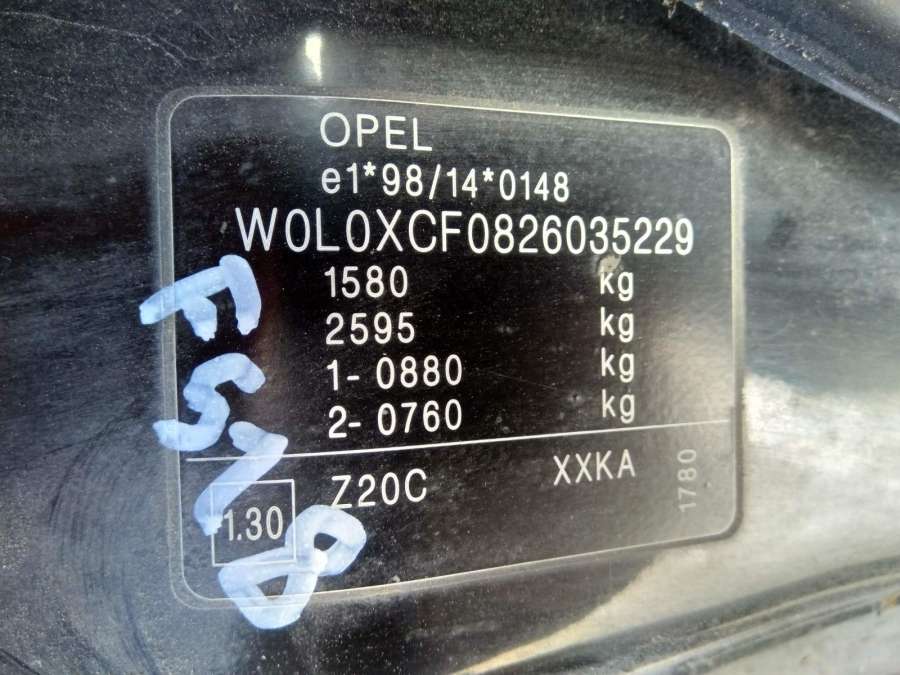 OPEL
e1*98/14*0148
W0L0XCF0826035229
1580 kg
2595 kg
1- 0880 kg
2- 0760 kg
Z20C XXKA 1780
1.30